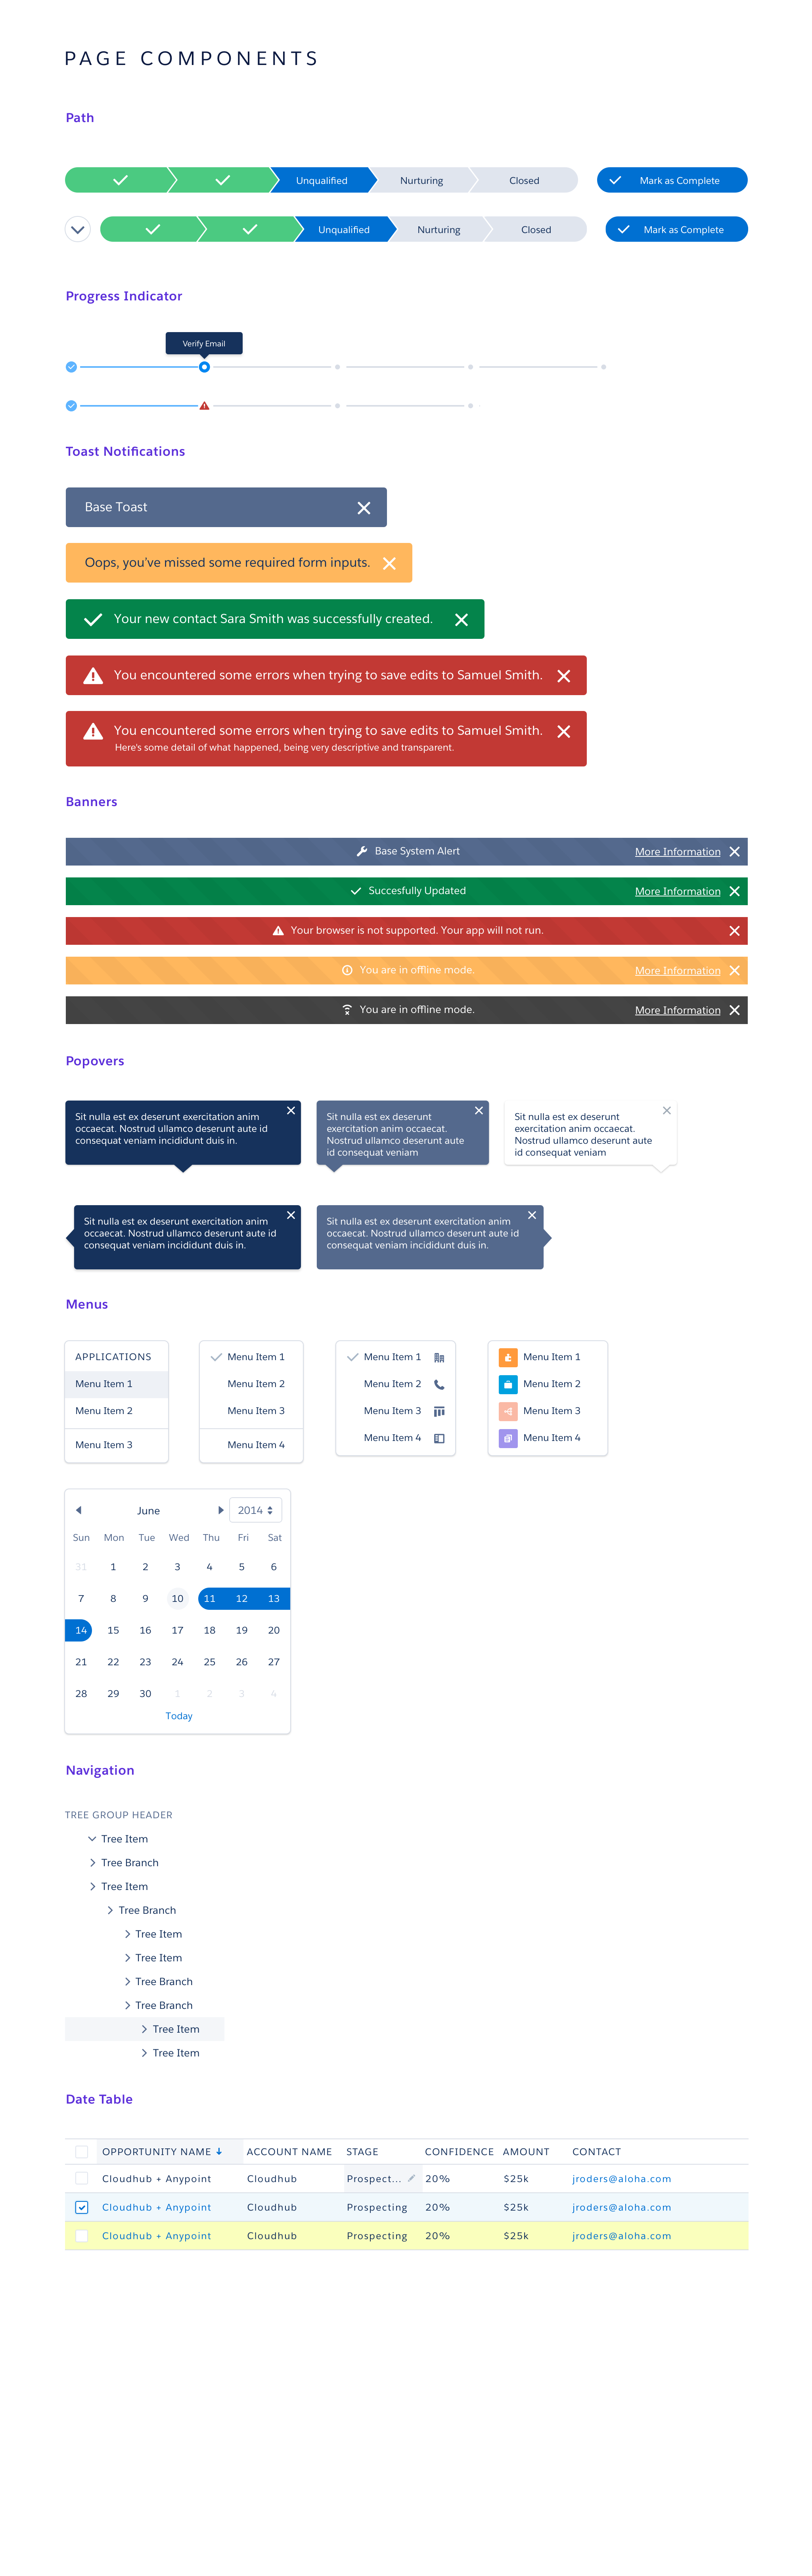 PAGE COMPONENTS
Path
Unqualified Nurturing Closed Mark as Complete
Unqualified Nurturing Closed Mark as Complete
Progress Indicator
Verify Email
Toast Notifications
Base Toast
Oops, you've missed some required form inputs.
Your new contact Sara Smith was successfully created.
You encountered some errors when trying to save edits to Samuel Smith.
You encountered some errors when trying to save edits to Samuel Smith.
Here's some detail of what happened, being very descriptive and transparent.
Banners
Base System Alert More Information
Succesfully Updated More Information
Your browser is not supported. Your app will not run.
You are in offline mode. More Information
You are in offline mode. More Information
Popovers
Sit nulla est ex deserunt exercitation anim
occaecat. Nostrud ullamco deserunt aute id
consequat veniam incididunt duis in.
Sit nulla est ex deserunt
exercitation anim occaecat.
Nostrud ullamco deserunt aute
id consequat veniam
Sit nulla est ex deserunt
exercitation anim occaecat.
Nostrud ullamco deserunt aute
id consequat veniam
Sit nulla est ex deserunt exercitation anim
occaecat. Nostrud ullamco deserunt aute id
consequat veniam incididunt duis in.
Sit nulla est ex deserunt exercitation anim
occaecat. Nostrud ullamco deserunt aute id
consequat veniam incididunt duis in.
Menus
APPLICATIONS
Menu Item 1
Menu Item 2
Menu Item 3
Menu Item 1
Menu Item 2
Menu Item 3
Menu Item 4
Menu Item 1
Menu Item 2
Menu Item 3
Menu Item 4
Menu Item 1
Menu Item 2
Menu Item 3
Menu Item 4
June 2014
Sun Mon Tue Wed Thu Fri Sat
31 1 2 3 4 5 6
7 8 9 10 11 12 13
14 15 16 17 18 19 20
21 22 23 24 25 26 27
28 29 30 1 2 3 4
Today
Navigation
TREE GROUP HEADER
Tree Item
Tree Branch
Tree Item
Tree Branch
Tree Item
Tree Item
Tree Branch
Tree Branch
Tree Item
Tree Item
Date Table
OPPORTUNITY NAME ACCOUNT NAME STAGE CONFIDENCE AMOUNT CONTACT
Cloudhub + Anypoint Cloudhub Prospect... 20% $25k jroders@aloha.com
Cloudhub + Anypoint Cloudhub Prospecting 20% $25k jroders@aloha.com
Cloudhub + Anypoint Cloudhub Prospecting 20% $25k jroders@aloha.com